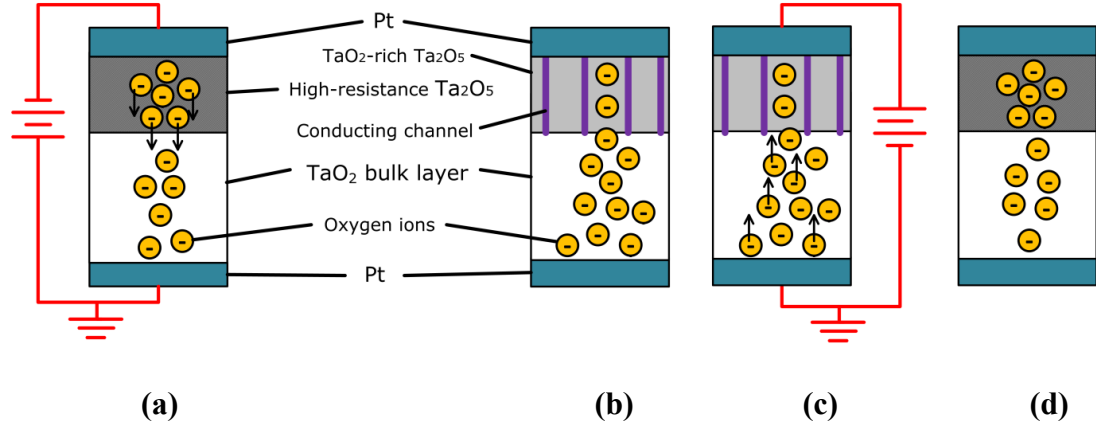 Pt
TaO₂-rich Ta₂O₅
High-resistance Ta₂O₅
Conducting channel
TaO₂ bulk layer
Oxygen ions
Pt
(a)
(b)
(c)
(d)